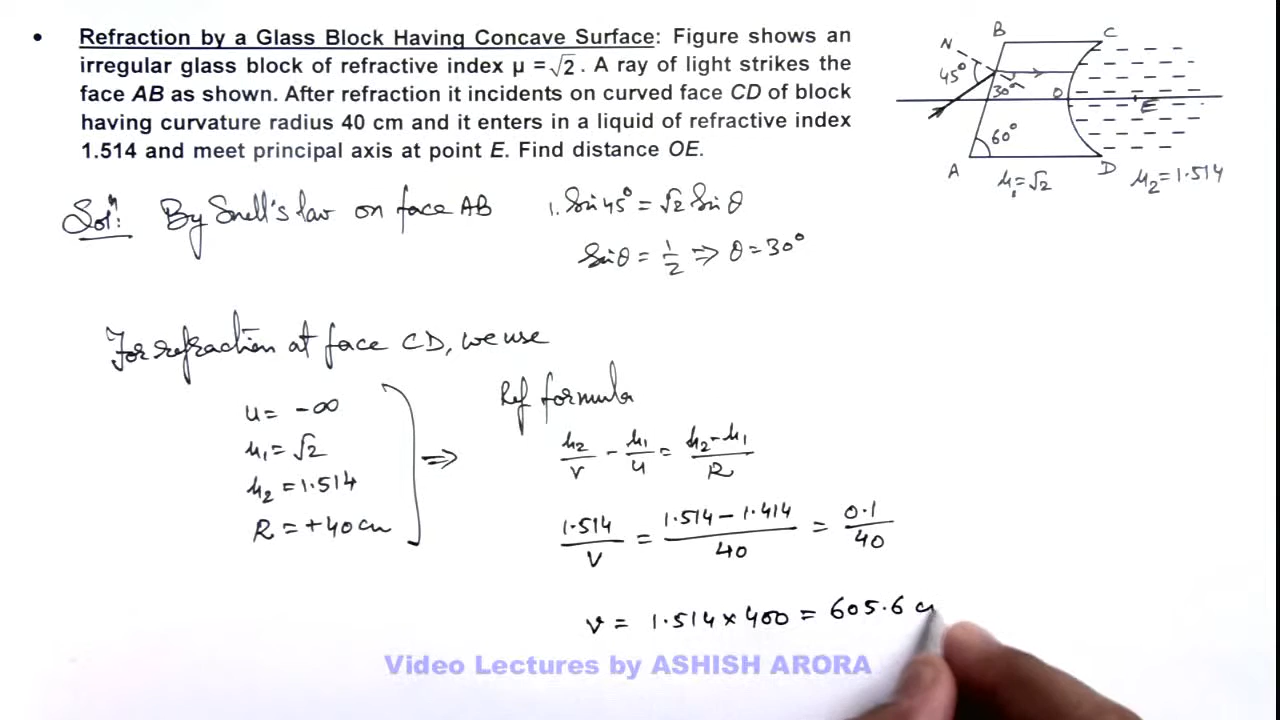 • Refraction by a Glass Block Having Concave Surface: Figure shows an
irregular glass block of refractive index μ = √2. A ray of light strikes the
face AB as shown. After refraction it incidents on curved face CD of block
having curvature radius 40 cm and it enters in a liquid of refractive index
1.514 and meet principal axis at point E. Find distance OE.
N B C
45° 30° O E
60°
A D
μ₁=√2 μ₂=1.514
Solⁿ: By Snell's law on face AB 1. Sin 45° = √2 Sin θ
Sin θ = 1/2 ⇒ θ = 30°
For refraction at face CD, we use
Ref formula
u = -∞
μ₁ = √2
μ₂ = 1.514
R = +40 cm
⇒ μ₂/v - μ₁/u = (μ₂-μ₁)/R
1.514/v = (1.514 - 1.414)/40 = 0.1/40
v = 1.514 × 400 = 605.6 c
Video Lectures by ASHISH ARORA